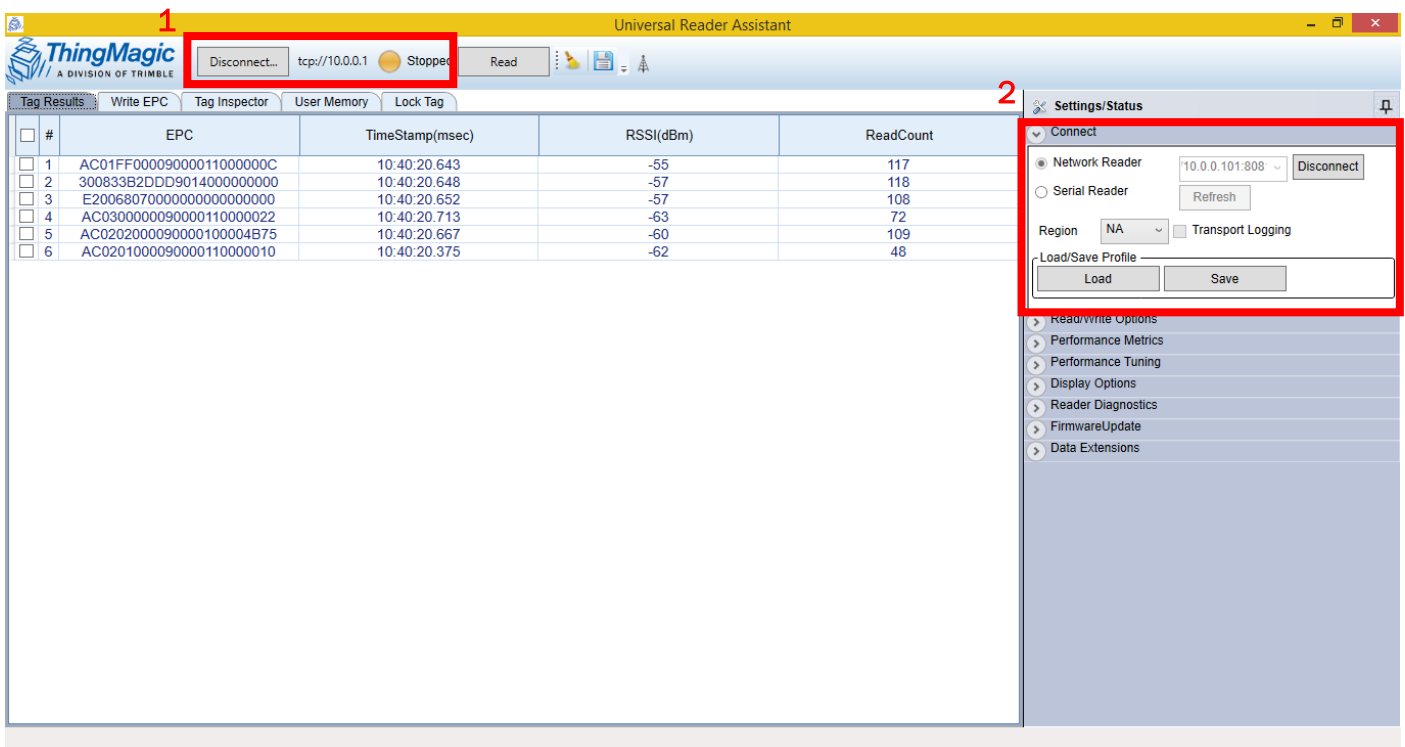 1
Universal Reader Assistant
ThingMagic
A DIVISION OF TRIMBLE
Disconnect... tcp://10.0.0.1 Stopped Read
2
Tag Results Write EPC Tag Inspector User Memory Lock Tag
# EPC TimeStamp(msec) RSSI(dBm) ReadCount
1 AC01FF00009000011000000C 10:40:20.643 -55 117
2 300833B2DDD9014000000000 10:40:20.648 -57 118
3 E20068070000000000000000 10:40:20.652 -57 108
4 AC0300000090000110000022 10:40:20.713 -63 72
5 AC0202000090000100004B75 10:40:20.667 -60 109
6 AC0201000090000110000010 10:40:20.375 -62 48
Settings/Status
Connect
Network Reader 10.0.0.101:808 Disconnect
Serial Reader Refresh
Region NA Transport Logging
Load/Save Profile
Load Save
Read/Write Options
Performance Metrics
Performance Tuning
Display Options
Reader Diagnostics
FirmwareUpdate
Data Extensions